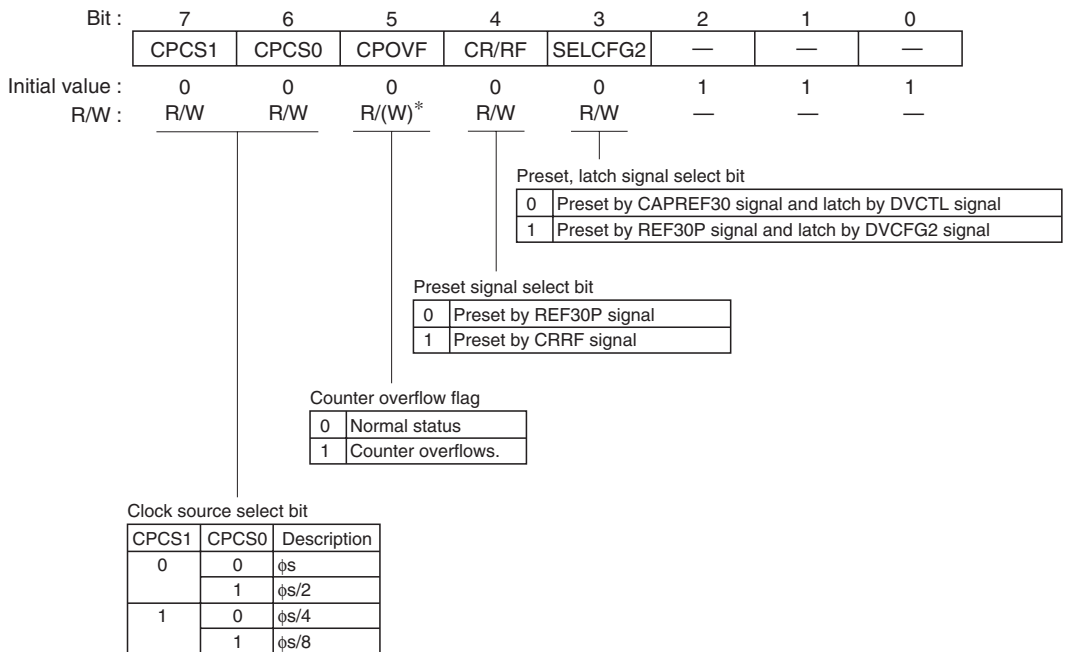 Bit : 7 6 5 4 3 2 1 0
CPCS1 CPCS0 CPOVF CR/RF SELCFG2 — — —
Initial value : 0 0 0 0 0 1 1 1
R/W : R/W R/W R/(W)* R/W R/W — — —
Preset, latch signal select bit
0 Preset by CAPREF30 signal and latch by DVCTL signal
1 Preset by REF30P signal and latch by DVCFG2 signal
Preset signal select bit
0 Preset by REF30P signal
1 Preset by CRRF signal
Counter overflow flag
0 Normal status
1 Counter overflows.
Clock source select bit
CPCS1 CPCS0 Description
0 0 φs
1 φs/2
1 0 φs/4
1 φs/8